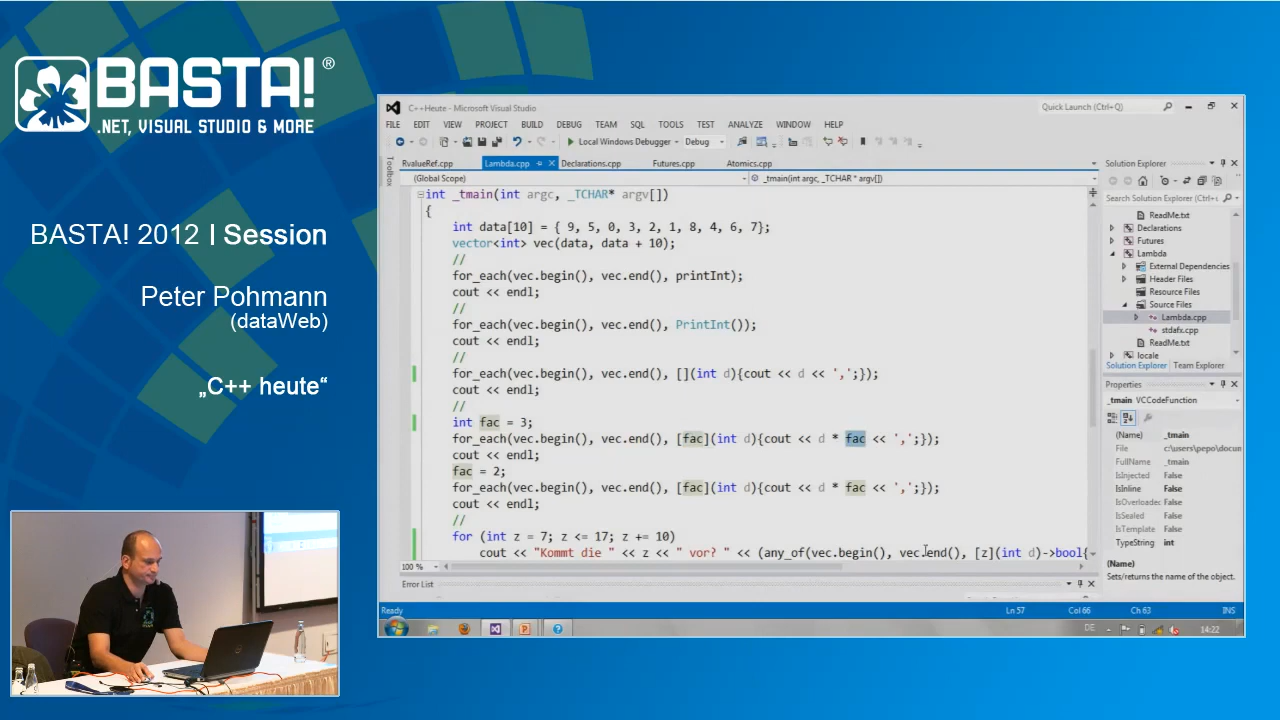 BASTA! ®
.NET, VISUAL STUDIO & MORE
BASTA! 2012 | Session
Peter Pohmann
(dataWeb)
„C++ heute“
C++Heute - Microsoft Visual Studio
Quick Launch (Ctrl+Q)
FILE EDIT VIEW PROJECT BUILD DEBUG TEAM SQL TOOLS TEST ANALYZE WINDOW HELP
Local Windows Debugger Debug
Toolbox
RvalueRef.cpp Lambda.cpp Declarations.cpp Futures.cpp Atomics.cpp
(Global Scope) _tmain(int argc, _TCHAR * argv[])
int _tmain(int argc, _TCHAR* argv[])
{
int data[10] = { 9, 5, 0, 3, 2, 1, 8, 4, 6, 7};
vector<int> vec(data, data + 10);
//
for_each(vec.begin(), vec.end(), printInt);
cout << endl;
//
for_each(vec.begin(), vec.end(), PrintInt());
cout << endl;
//
for_each(vec.begin(), vec.end(), [](int d){cout << d << ',';});
cout << endl;
//
int fac = 3;
for_each(vec.begin(), vec.end(), [fac](int d){cout << d * fac << ',';});
cout << endl;
fac = 2;
for_each(vec.begin(), vec.end(), [fac](int d){cout << d * fac << ',';});
cout << endl;
//
for (int z = 7; z <= 17; z += 10)
cout << "Kommt die " << z << " vor? " << (any_of(vec.begin(), vec.end(), [z](int d)->bool{
100 %
Error List
Ready Ln 57 Col 66 Ch 63 INS
Solution Explorer
Search Solution Explorer (Ctrl+
ReadMe.txt
Declarations
Futures
Lambda
External Dependencies
Header Files
Resource Files
Source Files
Lambda.cpp
stdafx.cpp
ReadMe.txt
locale
Solution Explorer Team Explorer
Properties
_tmain VCCodeFunction
(Name) _tmain
File c:\users\pepo\docum
FullName _tmain
IsInjected False
IsInline False
IsOverloaded False
IsSealed False
IsTemplate False
TypeString int
(Name)
Sets/returns the name of the object.
DE 14:22